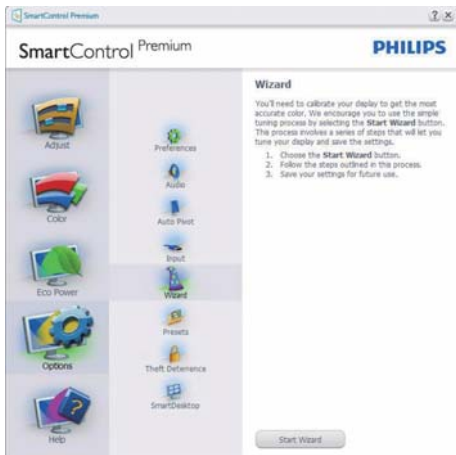 SmartControl Premium
SmartControl Premium
PHILIPS
Adjust
Color
Eco Power
Options
Help
Preferences
Audio
Auto Pivot
Input
Wizard
Presets
Theft Deterrence
SmartDesktop
Wizard
You'll need to calibrate your display to get the most
accurate color. We encourage you to use the simple
tuning process by selecting the Start Wizard button.
This process involves a series of steps that will let you
tune your display and save the settings.
1. Choose the Start Wizard button.
2. Follow the steps outlined in this process.
3. Save your settings for future use.
Start Wizard